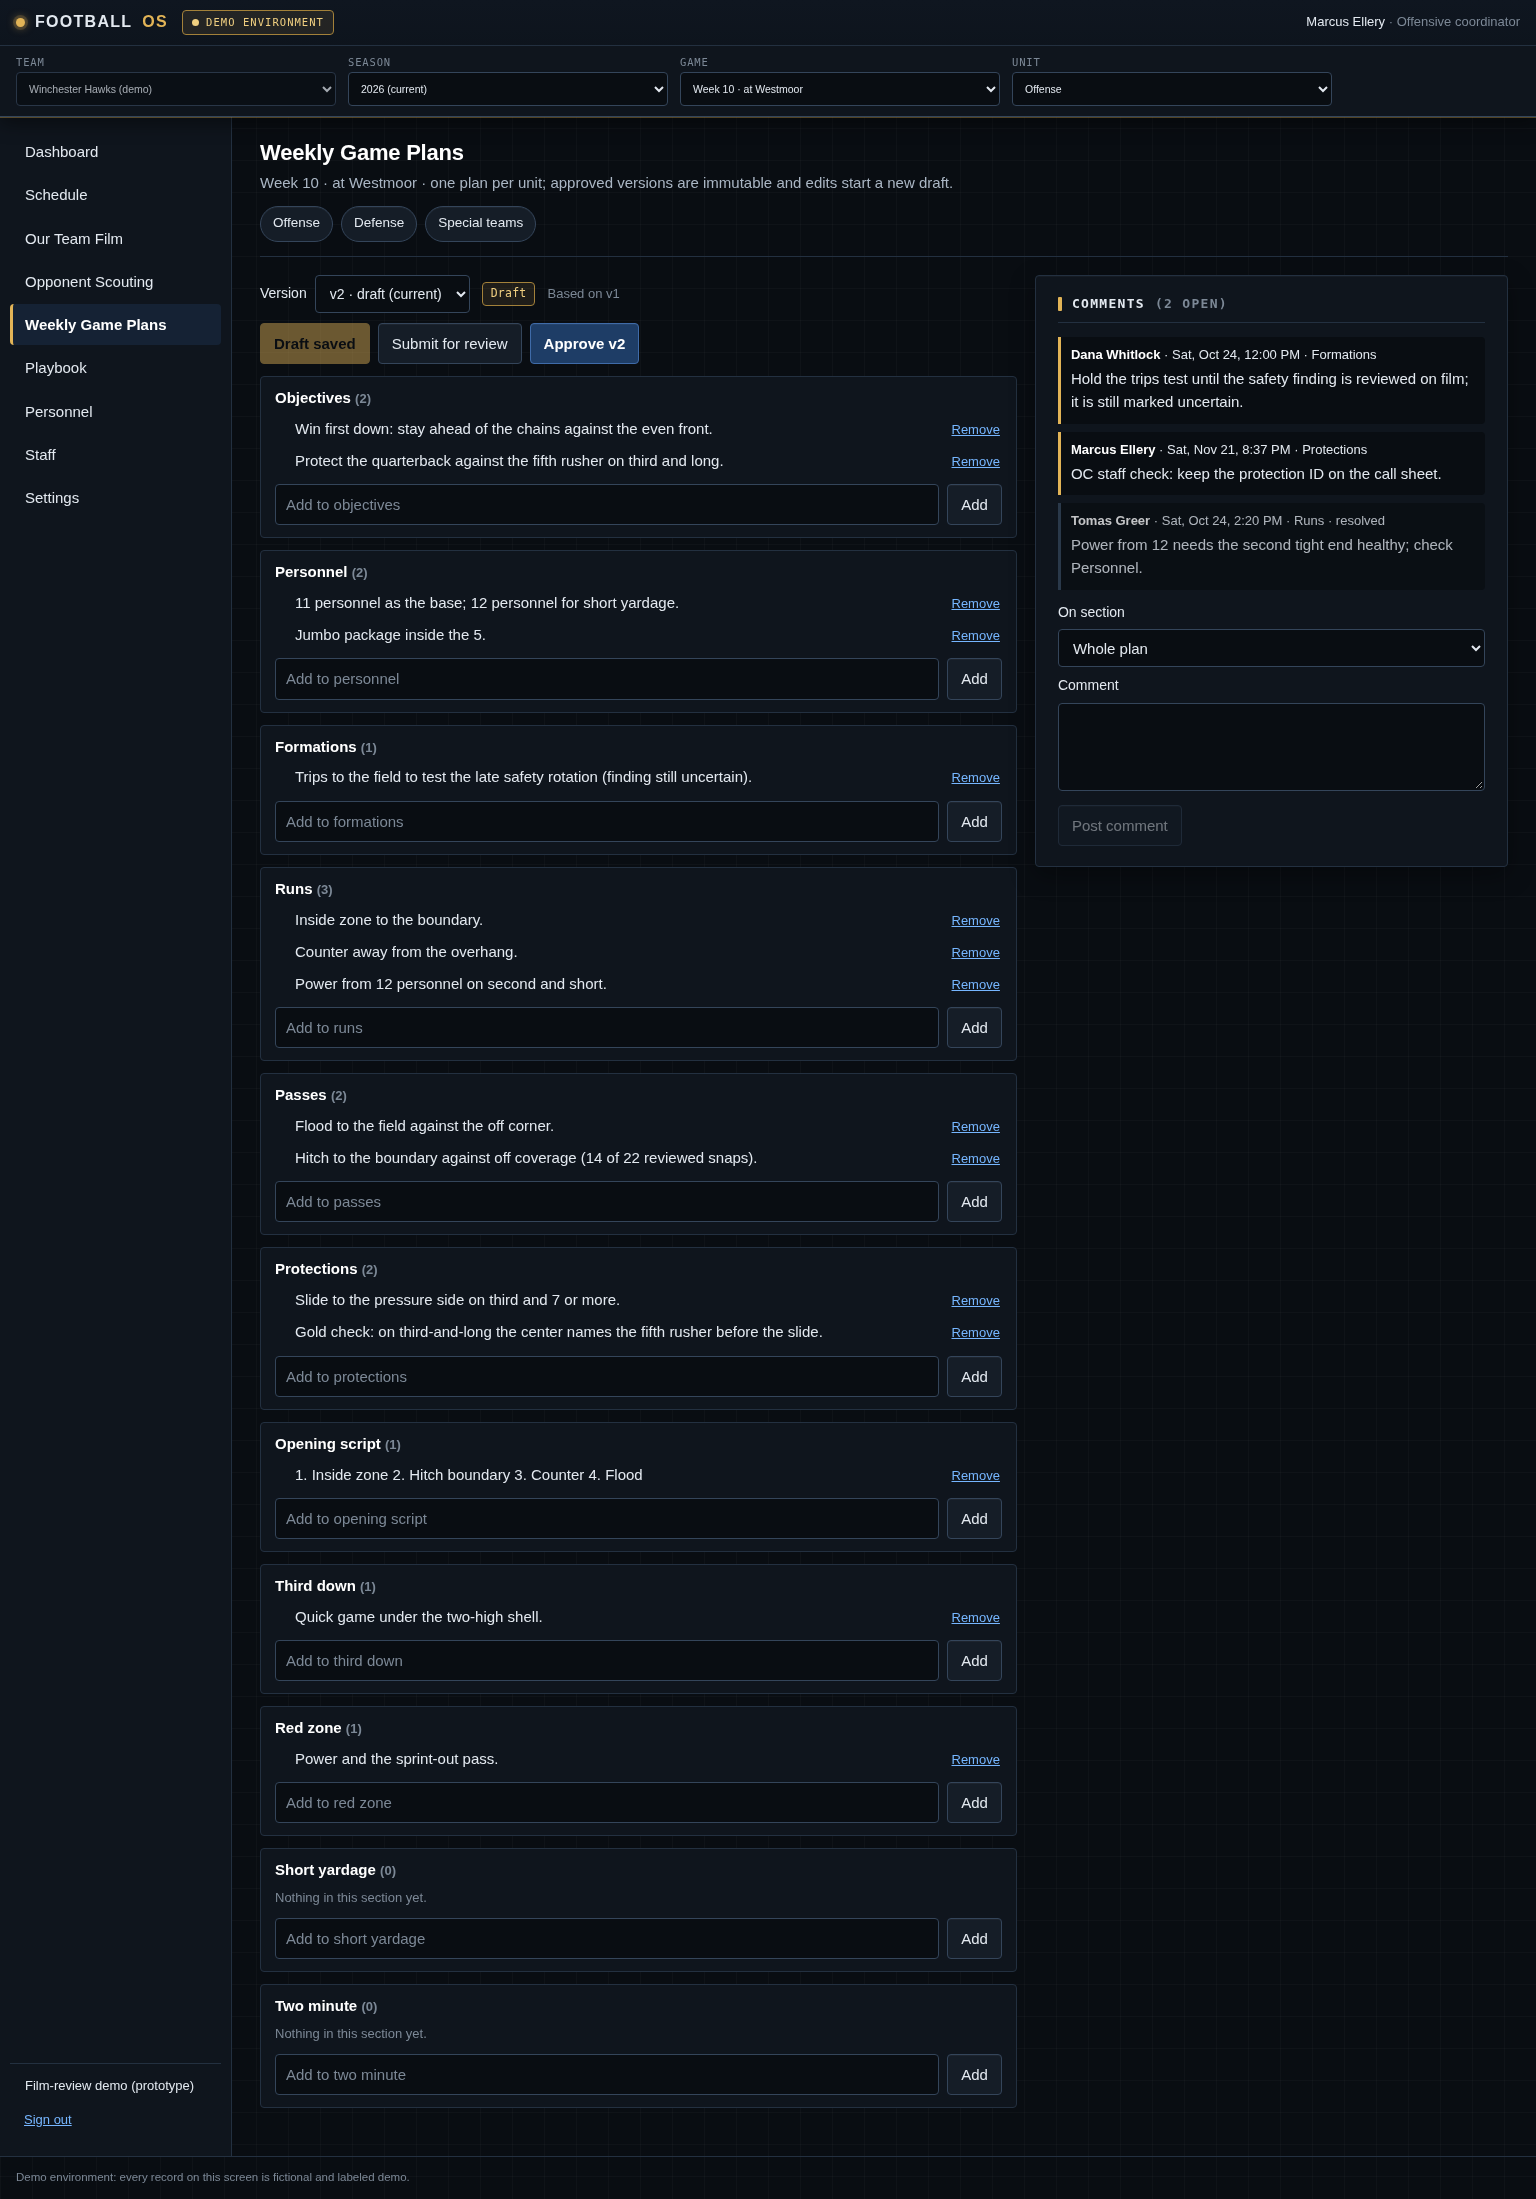 FOOTBALL OS
DEMO ENVIRONMENT
Marcus Ellery · Offensive coordinator
TEAM
Winchester Hawks (demo)
SEASON
2026 (current)
GAME
Week 10 · at Westmoor
UNIT
Offense
Dashboard
Schedule
Our Team Film
Opponent Scouting
Weekly Game Plans
Playbook
Personnel
Staff
Settings
Film-review demo (prototype)
Sign out
Weekly Game Plans
Week 10 · at Westmoor · one plan per unit; approved versions are immutable and edits start a new draft.
Offense
Defense
Special teams
Version
v2 · draft (current)
Draft
Based on v1
Draft saved
Submit for review
Approve v2
Objectives (2)
Win first down: stay ahead of the chains against the even front.
Remove
Protect the quarterback against the fifth rusher on third and long.
Remove
Add to objectives
Add
Personnel (2)
11 personnel as the base; 12 personnel for short yardage.
Remove
Jumbo package inside the 5.
Remove
Add to personnel
Add
Formations (1)
Trips to the field to test the late safety rotation (finding still uncertain).
Remove
Add to formations
Add
Runs (3)
Inside zone to the boundary.
Remove
Counter away from the overhang.
Remove
Power from 12 personnel on second and short.
Remove
Add to runs
Add
Passes (2)
Flood to the field against the off corner.
Remove
Hitch to the boundary against off coverage (14 of 22 reviewed snaps).
Remove
Add to passes
Add
Protections (2)
Slide to the pressure side on third and 7 or more.
Remove
Gold check: on third-and-long the center names the fifth rusher before the slide.
Remove
Add to protections
Add
Opening script (1)
1. Inside zone 2. Hitch boundary 3. Counter 4. Flood
Remove
Add to opening script
Add
Third down (1)
Quick game under the two-high shell.
Remove
Add to third down
Add
Red zone (1)
Power and the sprint-out pass.
Remove
Add to red zone
Add
Short yardage (0)
Nothing in this section yet.
Add to short yardage
Add
Two minute (0)
Nothing in this section yet.
Add to two minute
Add
COMMENTS (2 OPEN)
Dana Whitlock · Sat, Oct 24, 12:00 PM · Formations
Hold the trips test until the safety finding is reviewed on film;
it is still marked uncertain.
Marcus Ellery · Sat, Nov 21, 8:37 PM · Protections
OC staff check: keep the protection ID on the call sheet.
Tomas Greer · Sat, Oct 24, 2:20 PM · Runs · resolved
Power from 12 needs the second tight end healthy; check
Personnel.
On section
Whole plan
Comment
Post comment
Demo environment: every record on this screen is fictional and labeled demo.